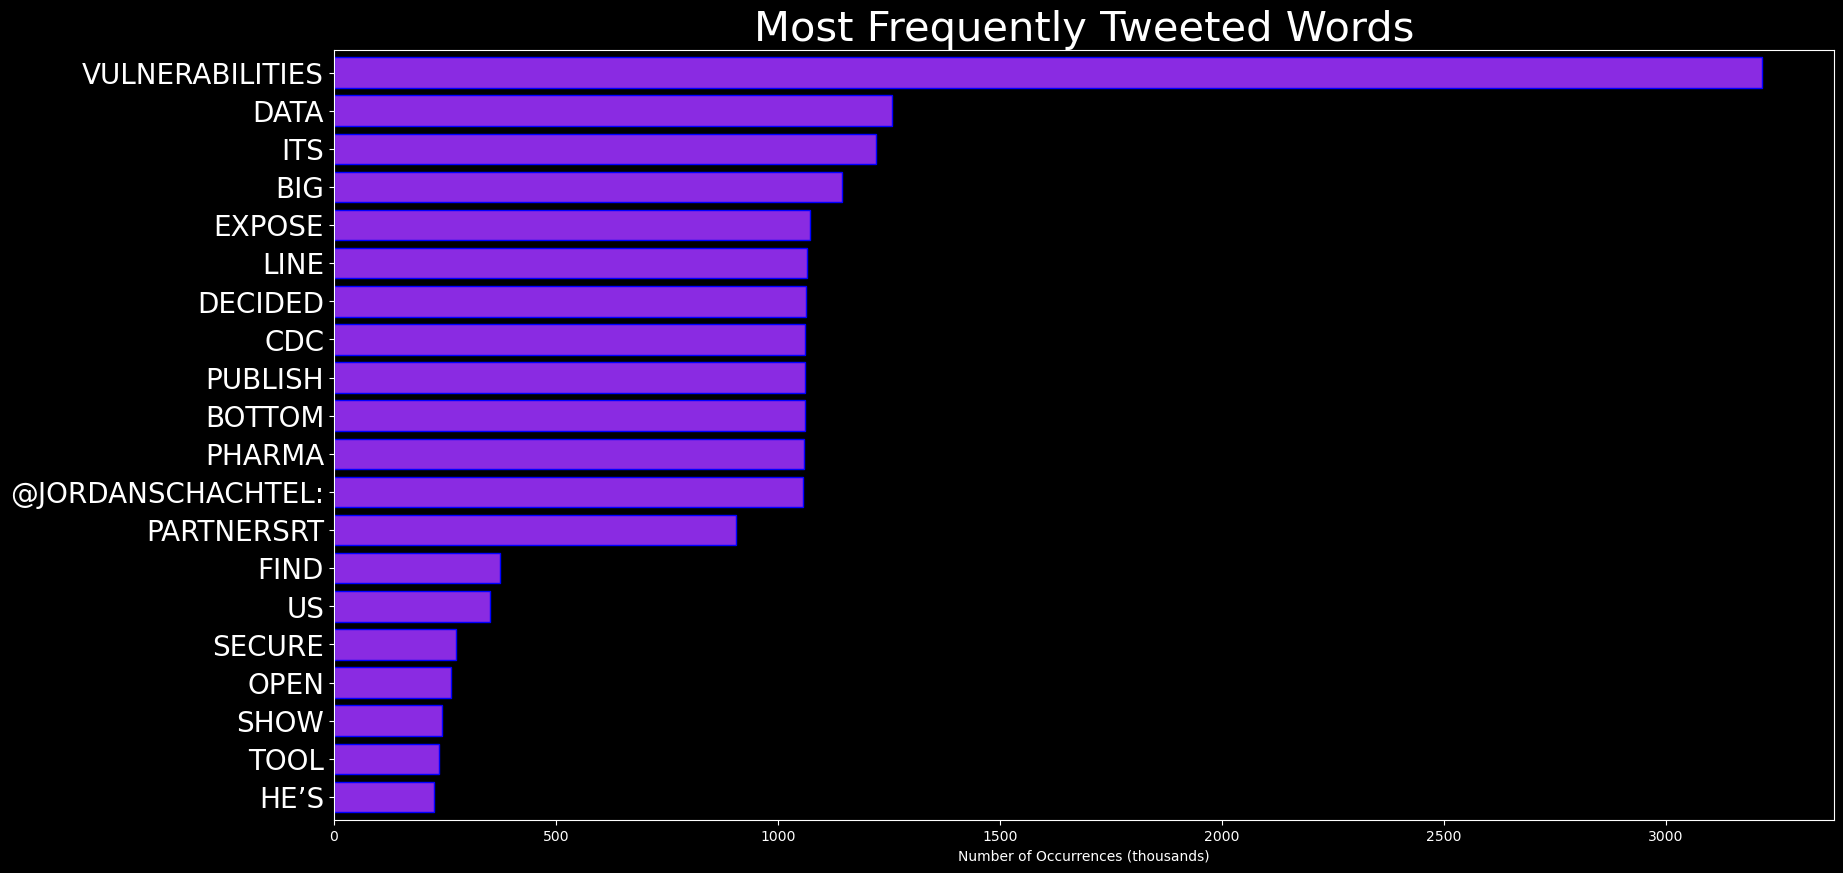 Most Frequently Tweeted Words
VULNERABILITIES
DATA
ITS
BIG
EXPOSE
LINE
DECIDED
CDC
PUBLISH
BOTTOM
PHARMA
@JORDANSCHACHTEL:
PARTNERSRT
FIND
US
SECURE
OPEN
SHOW
TOOL
HE’S
0 500 1000 1500 2000 2500 3000
Number of Occurrences (thousands)